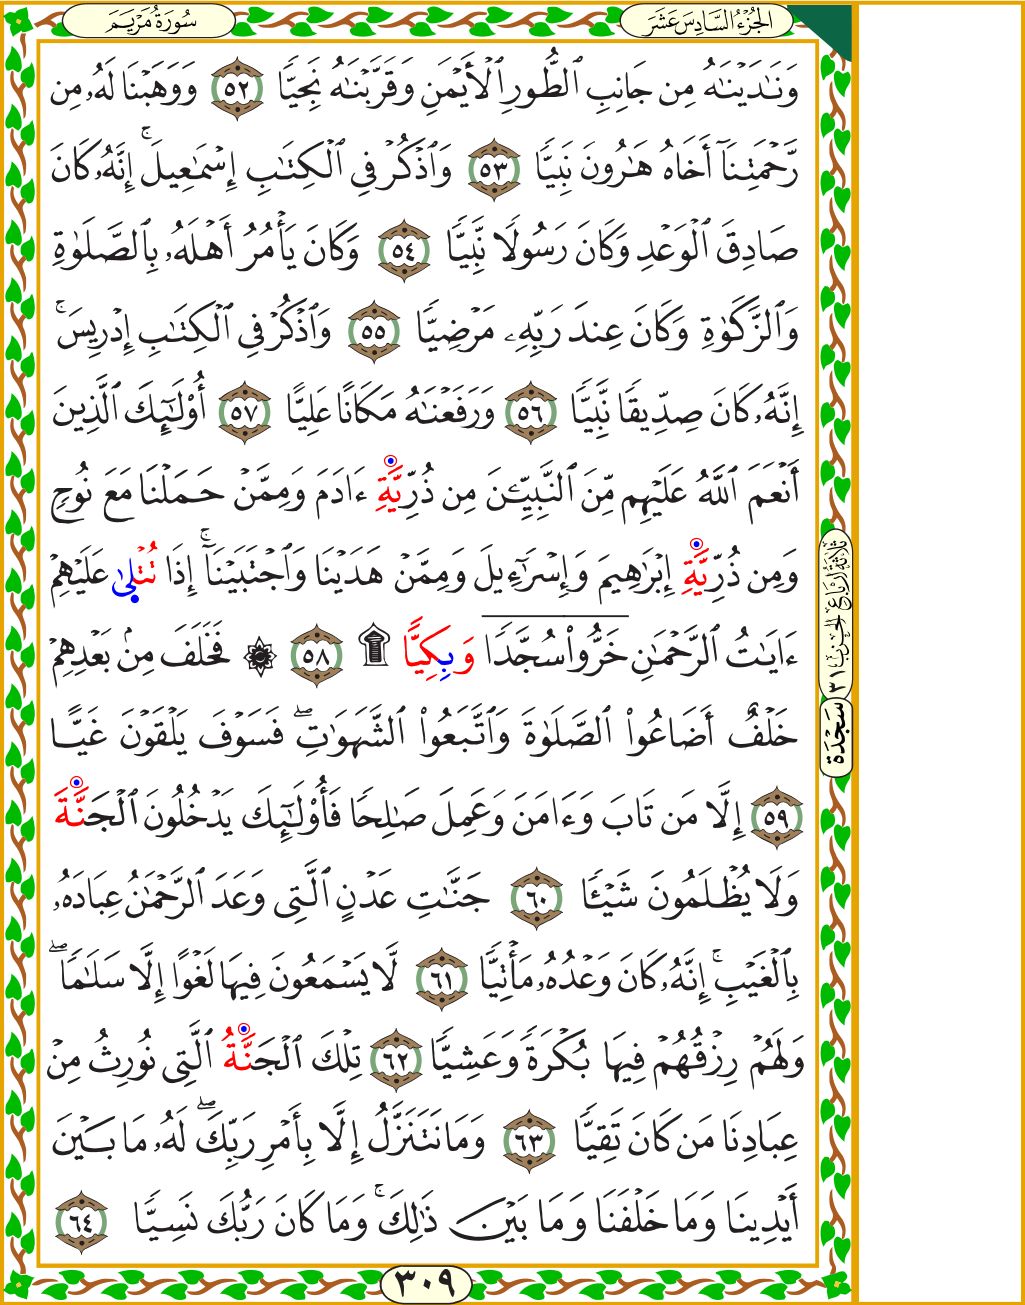 سُورَةُ مَرْيَمَ
الجُزْءُ السَّادِسَ عَشَرَ
وَنَٰدَيْنَٰهُ مِن جَانِبِ ٱلطُّورِ ٱلْأَيْمَنِ وَقَرَّبْنَٰهُ نَجِيًّا ٥٢ وَوَهَبْنَا لَهُۥ مِن
رَّحْمَتِنَآ أَخَاهُ هَٰرُونَ نَبِيًّا ٥٣ وَٱذْكُرْ فِي ٱلْكِتَٰبِ إِسْمَٰعِيلَۚ إِنَّهُۥ كَانَ
صَادِقَ ٱلْوَعْدِ وَكَانَ رَسُولًا نَّبِيًّا ٥٤ وَكَانَ يَأْمُرُ أَهْلَهُۥ بِٱلصَّلَوٰةِ
وَٱلزَّكَوٰةِ وَكَانَ عِندَ رَبِّهِۦ مَرْضِيًّا ٥٥ وَٱذْكُرْ فِي ٱلْكِتَٰبِ إِدْرِيسَۚ
إِنَّهُۥ كَانَ صِدِّيقًا نَّبِيًّا ٥٦ وَرَفَعْنَٰهُ مَكَانًا عَلِيًّا ٥٧ أُو۟لَٰٓئِكَ ٱلَّذِينَ
أَنْعَمَ ٱللَّهُ عَلَيْهِم مِّنَ ٱلنَّبِيِّـۧنَ مِن ذُرِّيَّةِ ءَادَمَ وَمِمَّنْ حَمَلْنَا مَعَ نُوحٍ
وَمِن ذُرِّيَّةِ إِبْرَٰهِيمَ وَإِسْرَٰٓءِيلَ وَمِمَّنْ هَدَيْنَا وَٱجْتَبَيْنَآۚ إِذَا تُتْلَىٰ عَلَيْهِمْ
ءَايَٰتُ ٱلرَّحْمَٰنِ خَرُّوا۟ سُجَّدًا وَبِكِيًّا ۩ ٥٨ ۞ فَخَلَفَ مِنۢ بَعْدِهِمْ
خَلْفٌ أَضَاعُوا۟ ٱلصَّلَوٰةَ وَٱتَّبَعُوا۟ ٱلشَّهَوَٰتِۖ فَسَوْفَ يَلْقَوْنَ غَيًّا
٥٩ إِلَّا مَن تَابَ وَءَامَنَ وَعَمِلَ صَٰلِحًا فَأُو۟لَٰٓئِكَ يَدْخُلُونَ ٱلْجَنَّةَ
وَلَا يُظْلَمُونَ شَيْـًٔا ٦٠ جَنَّٰتِ عَدْنٍ ٱلَّتِي وَعَدَ ٱلرَّحْمَٰنُ عِبَادَهُۥ
بِٱلْغَيْبِۚ إِنَّهُۥ كَانَ وَعْدُهُۥ مَأْتِيًّا ٦١ لَّا يَسْمَعُونَ فِيهَا لَغْوًا إِلَّا سَلَٰمًاۖ
وَلَهُمْ رِزْقُهُمْ فِيهَا بُكْرَةً وَعَشِيًّا ٦٢ تِلْكَ ٱلْجَنَّةُ ٱلَّتِي نُورِثُ مِنْ
عِبَادِنَا مَن كَانَ تَقِيًّا ٦٣ وَمَا نَتَنَزَّلُ إِلَّا بِأَمْرِ رَبِّكَۖ لَهُۥ مَا بَيْنَ
أَيْدِينَا وَمَا خَلْفَنَا وَمَا بَيْنَ ذَٰلِكَۚ وَمَا كَانَ رَبُّكَ نَسِيًّا ٦٤
ثلاثة أرباع الحزب ٣١
سَجْدَة
٣٠٩